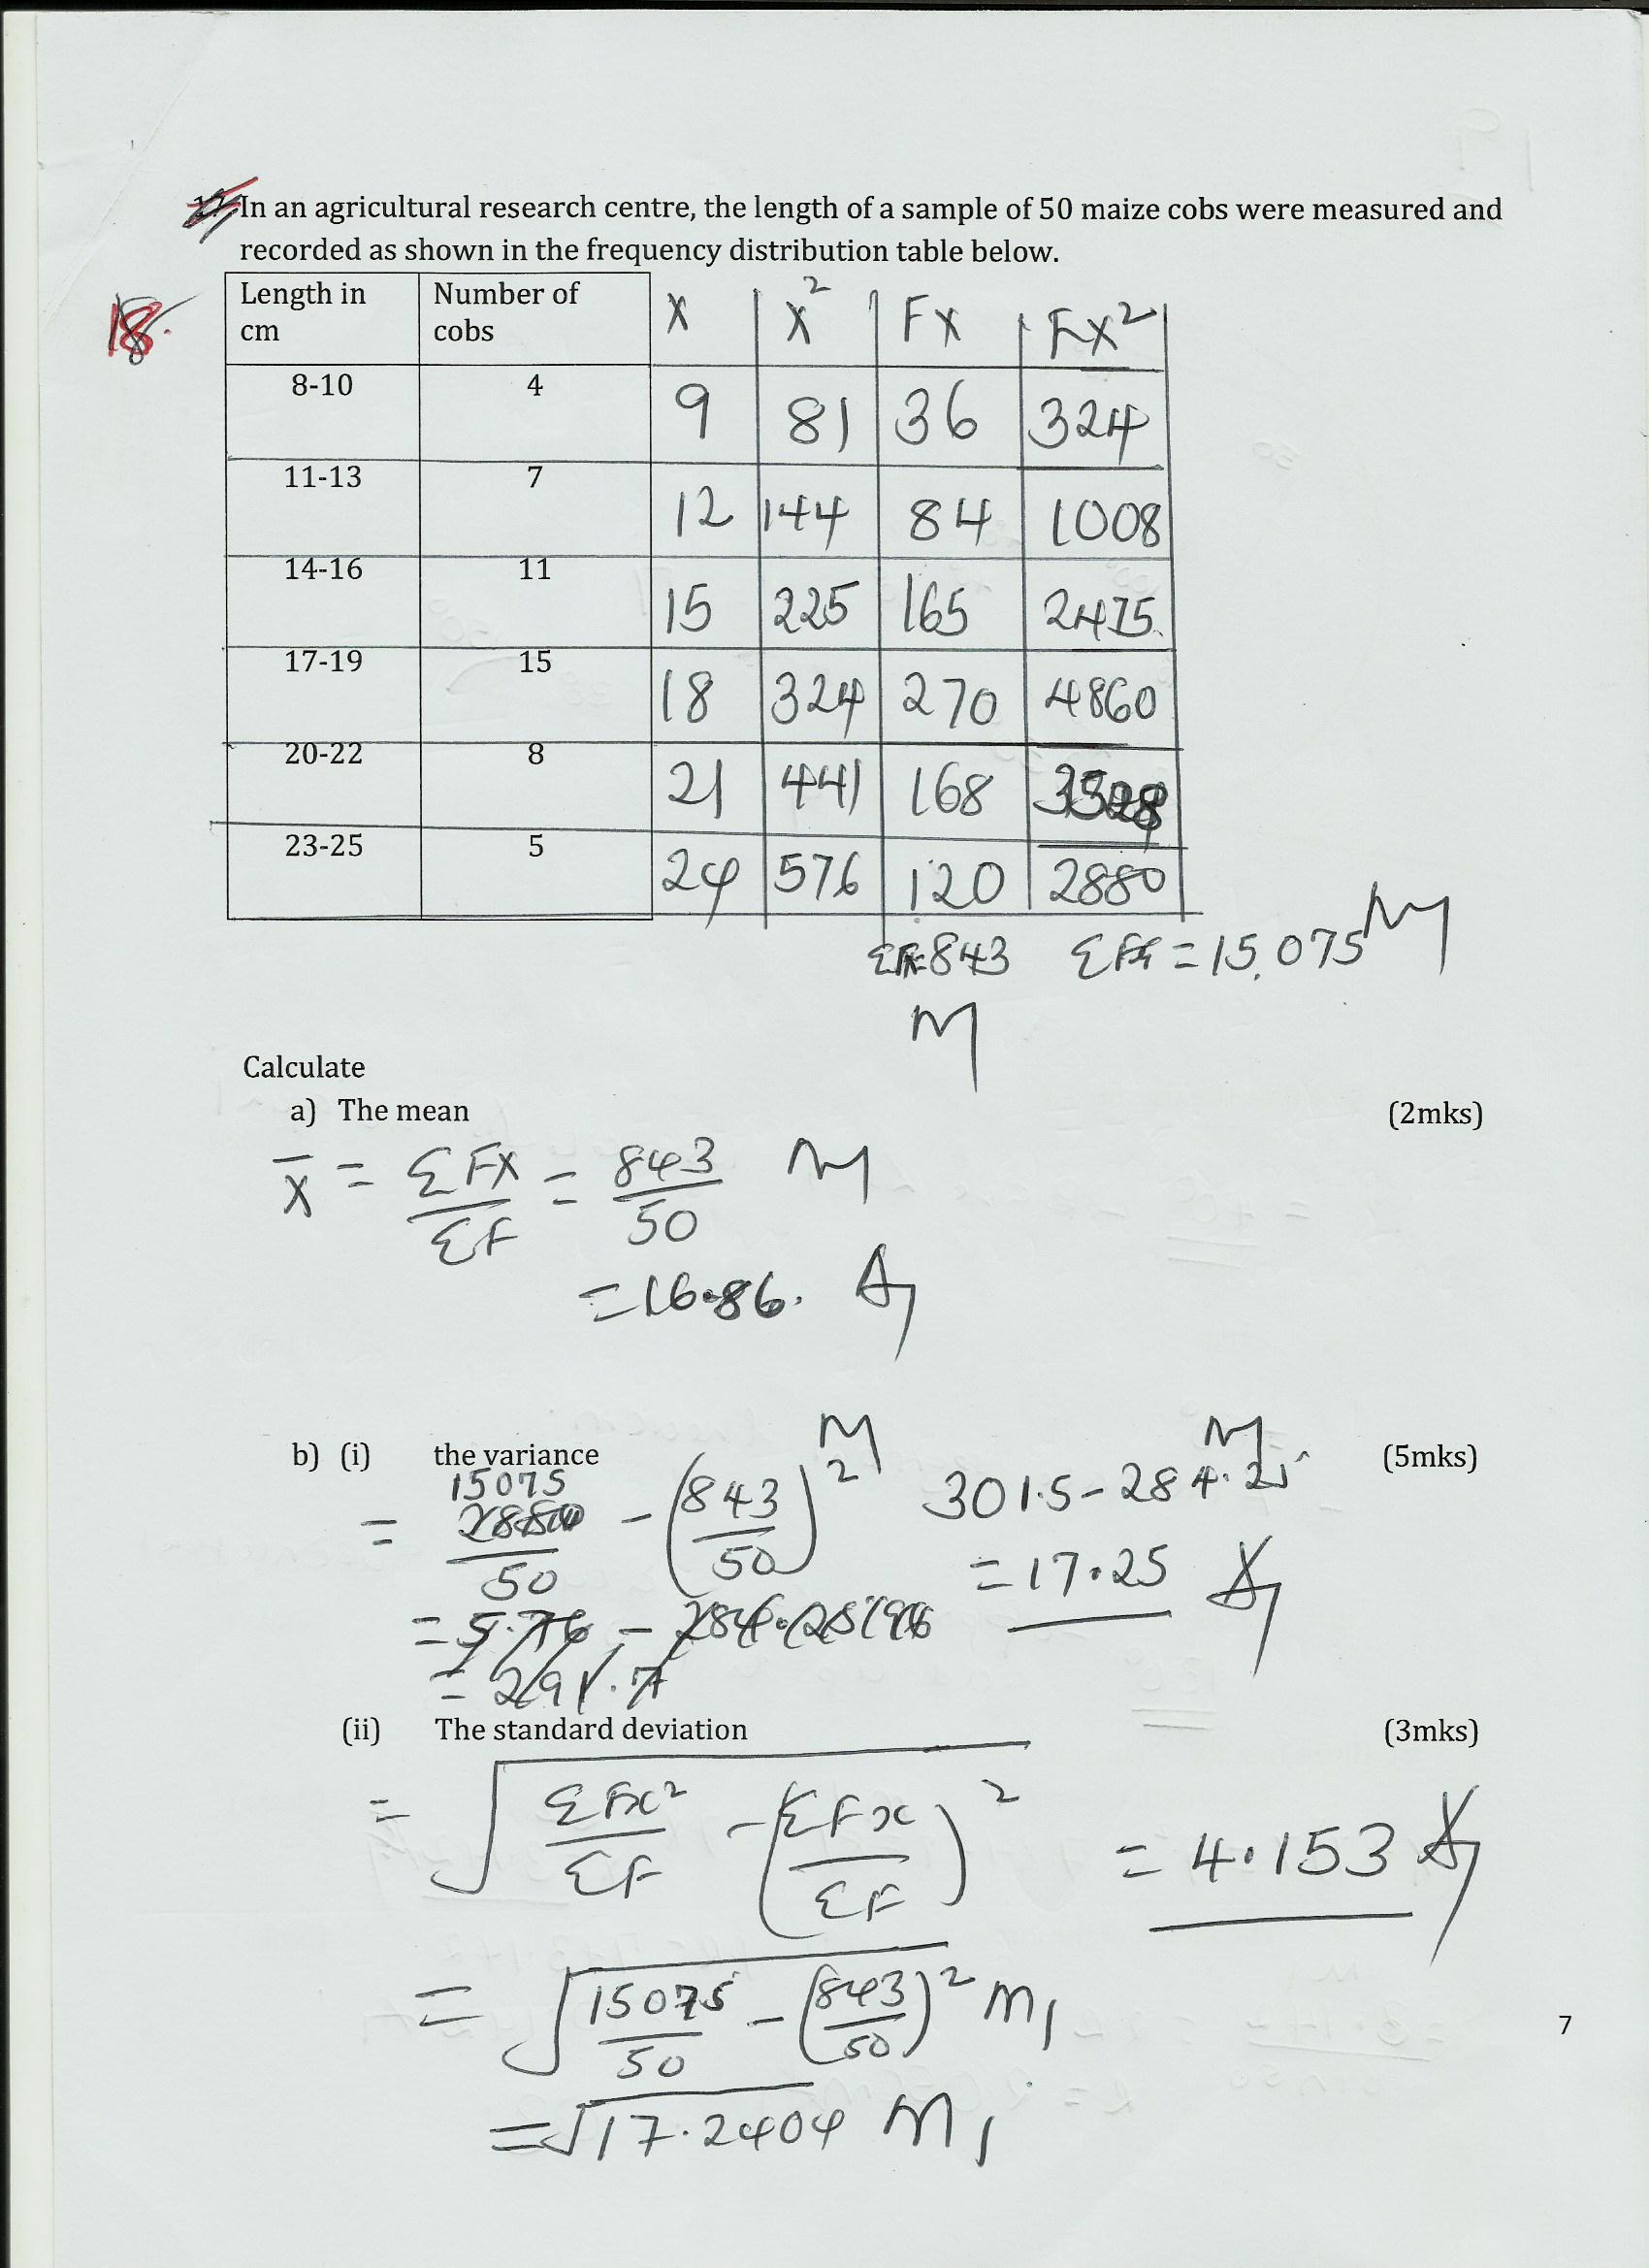 In an agricultural research centre, the length of a sample of 50 maize cobs were measured and
recorded as shown in the frequency distribution table below.
18.
Length in cm Number of cobs X X² FX FX²
8-10 4 9 81 36 324
11-13 7 12 144 84 1008
14-16 11 15 225 165 2475
17-19 15 18 324 270 4860
20-22 8 21 441 168 3528
23-25 5 24 576 120 2880
=843 = 15,075 M
M
Calculate
a) The mean (2mks)
X̄ = ΣFX/ΣF = 843/50 M
= 16.86. A
b) (i) the variance (5mks)
= 15075/50 - (843/50)² M 301.5 - 284.25 M
= 17.25 A
(ii) The standard deviation (3mks)
= √(ΣFx²/ΣF - (ΣFx/ΣF)²) = 4.153 A
= √(15075/50 - (843/50)²) M1
= √17.2404 M1
7